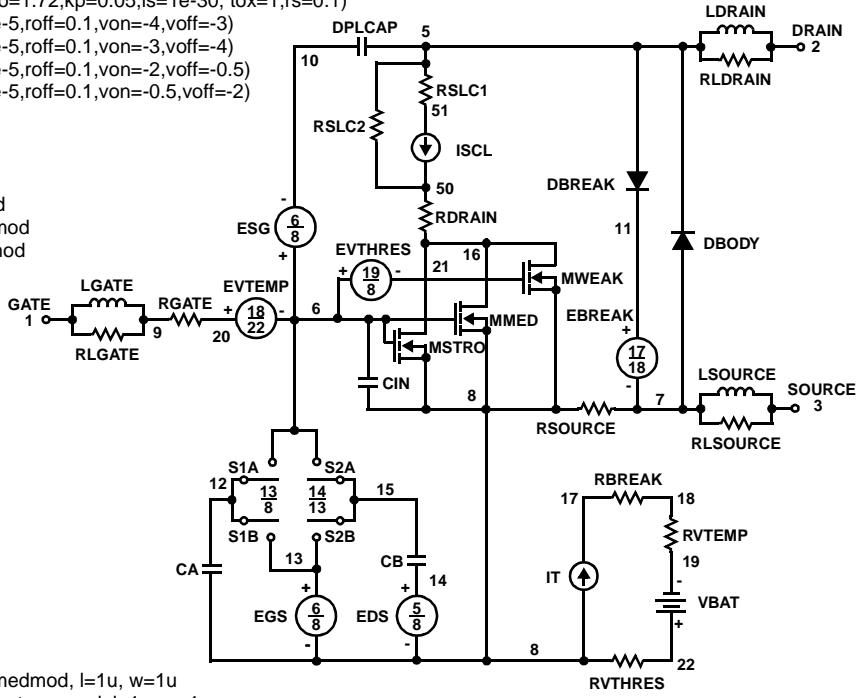 o=1.72,kp=0.05,is=1e-30, tox=1,rs=0.1)
e-5,roff=0.1,von=-4,voff=-3)
e-5,roff=0.1,von=-3,voff=-4)
e-5,roff=0.1,von=-2,voff=-0.5)
e-5,roff=0.1,von=-0.5,voff=-2)
LDRAIN
DPLCAP
5
DRAIN
2
10
RLDRAIN
RSLC1
51
RSLC2
ISCL
50
DBREAK
RDRAIN
11
DBODY
-
ESG
6
8
+
EVTHRES
16
+
19
8
-
21
MWEAK
LGATE
EVTEMP
GATE
1
RGATE
+
18
22
-
6
MMED
EBREAK
+
9
20
MSTRO
17
18
-
RLGATE
CIN
8
7
LSOURCE
SOURCE
3
RSOURCE
RLSOURCE
S1A
S2A
12
13
8
14
13
15
S1B
S2B
RBREAK
17
18
13
RVTEMP
CA
CB
14
19
IT
-
VBAT
+
EGS
+
6
8
-
EDS
+
5
8
-
8
22
RVTHRES
medmod, l=1u, w=1u